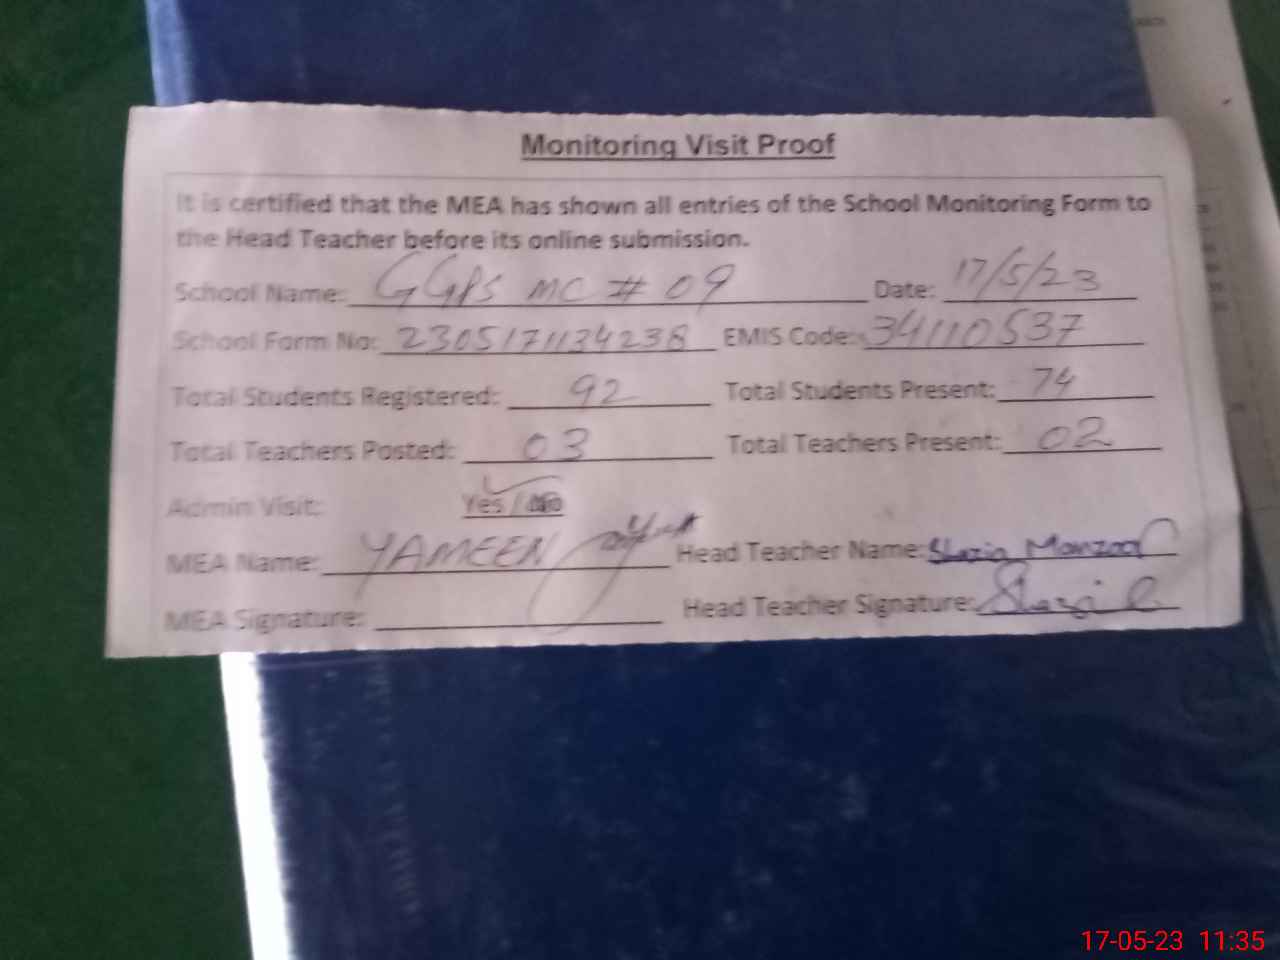 Monitoring Visit Proof
It is certified that the MEA has shown all entries of the School Monitoring Form to
the Head Teacher before its online submission.
School Name: GGPS MC # 09 Date: 17/5/23
School Form No: 2305171134238 EMIS Code: 34110537
Total Students Registered: 92 Total Students Present: 74
Total Teachers Posted: 03 Total Teachers Present: 02
Admin Visit: Yes / No
MEA Name: YAMEEN Head Teacher Name: Shazia Manzoor
MEA Signature: Head Teacher Signature: Shazia
17-05-23 11:35